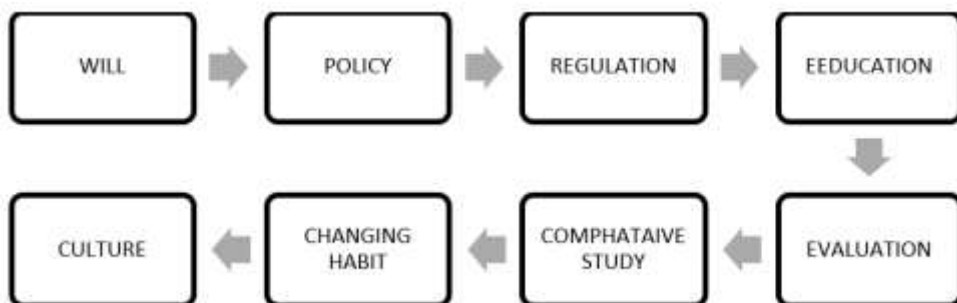 WILL
POLICY
REGULATION
EEDUCATION
EVALUATION
COMPHATAIVE
STUDY
CHANGING
HABIT
CULTURE